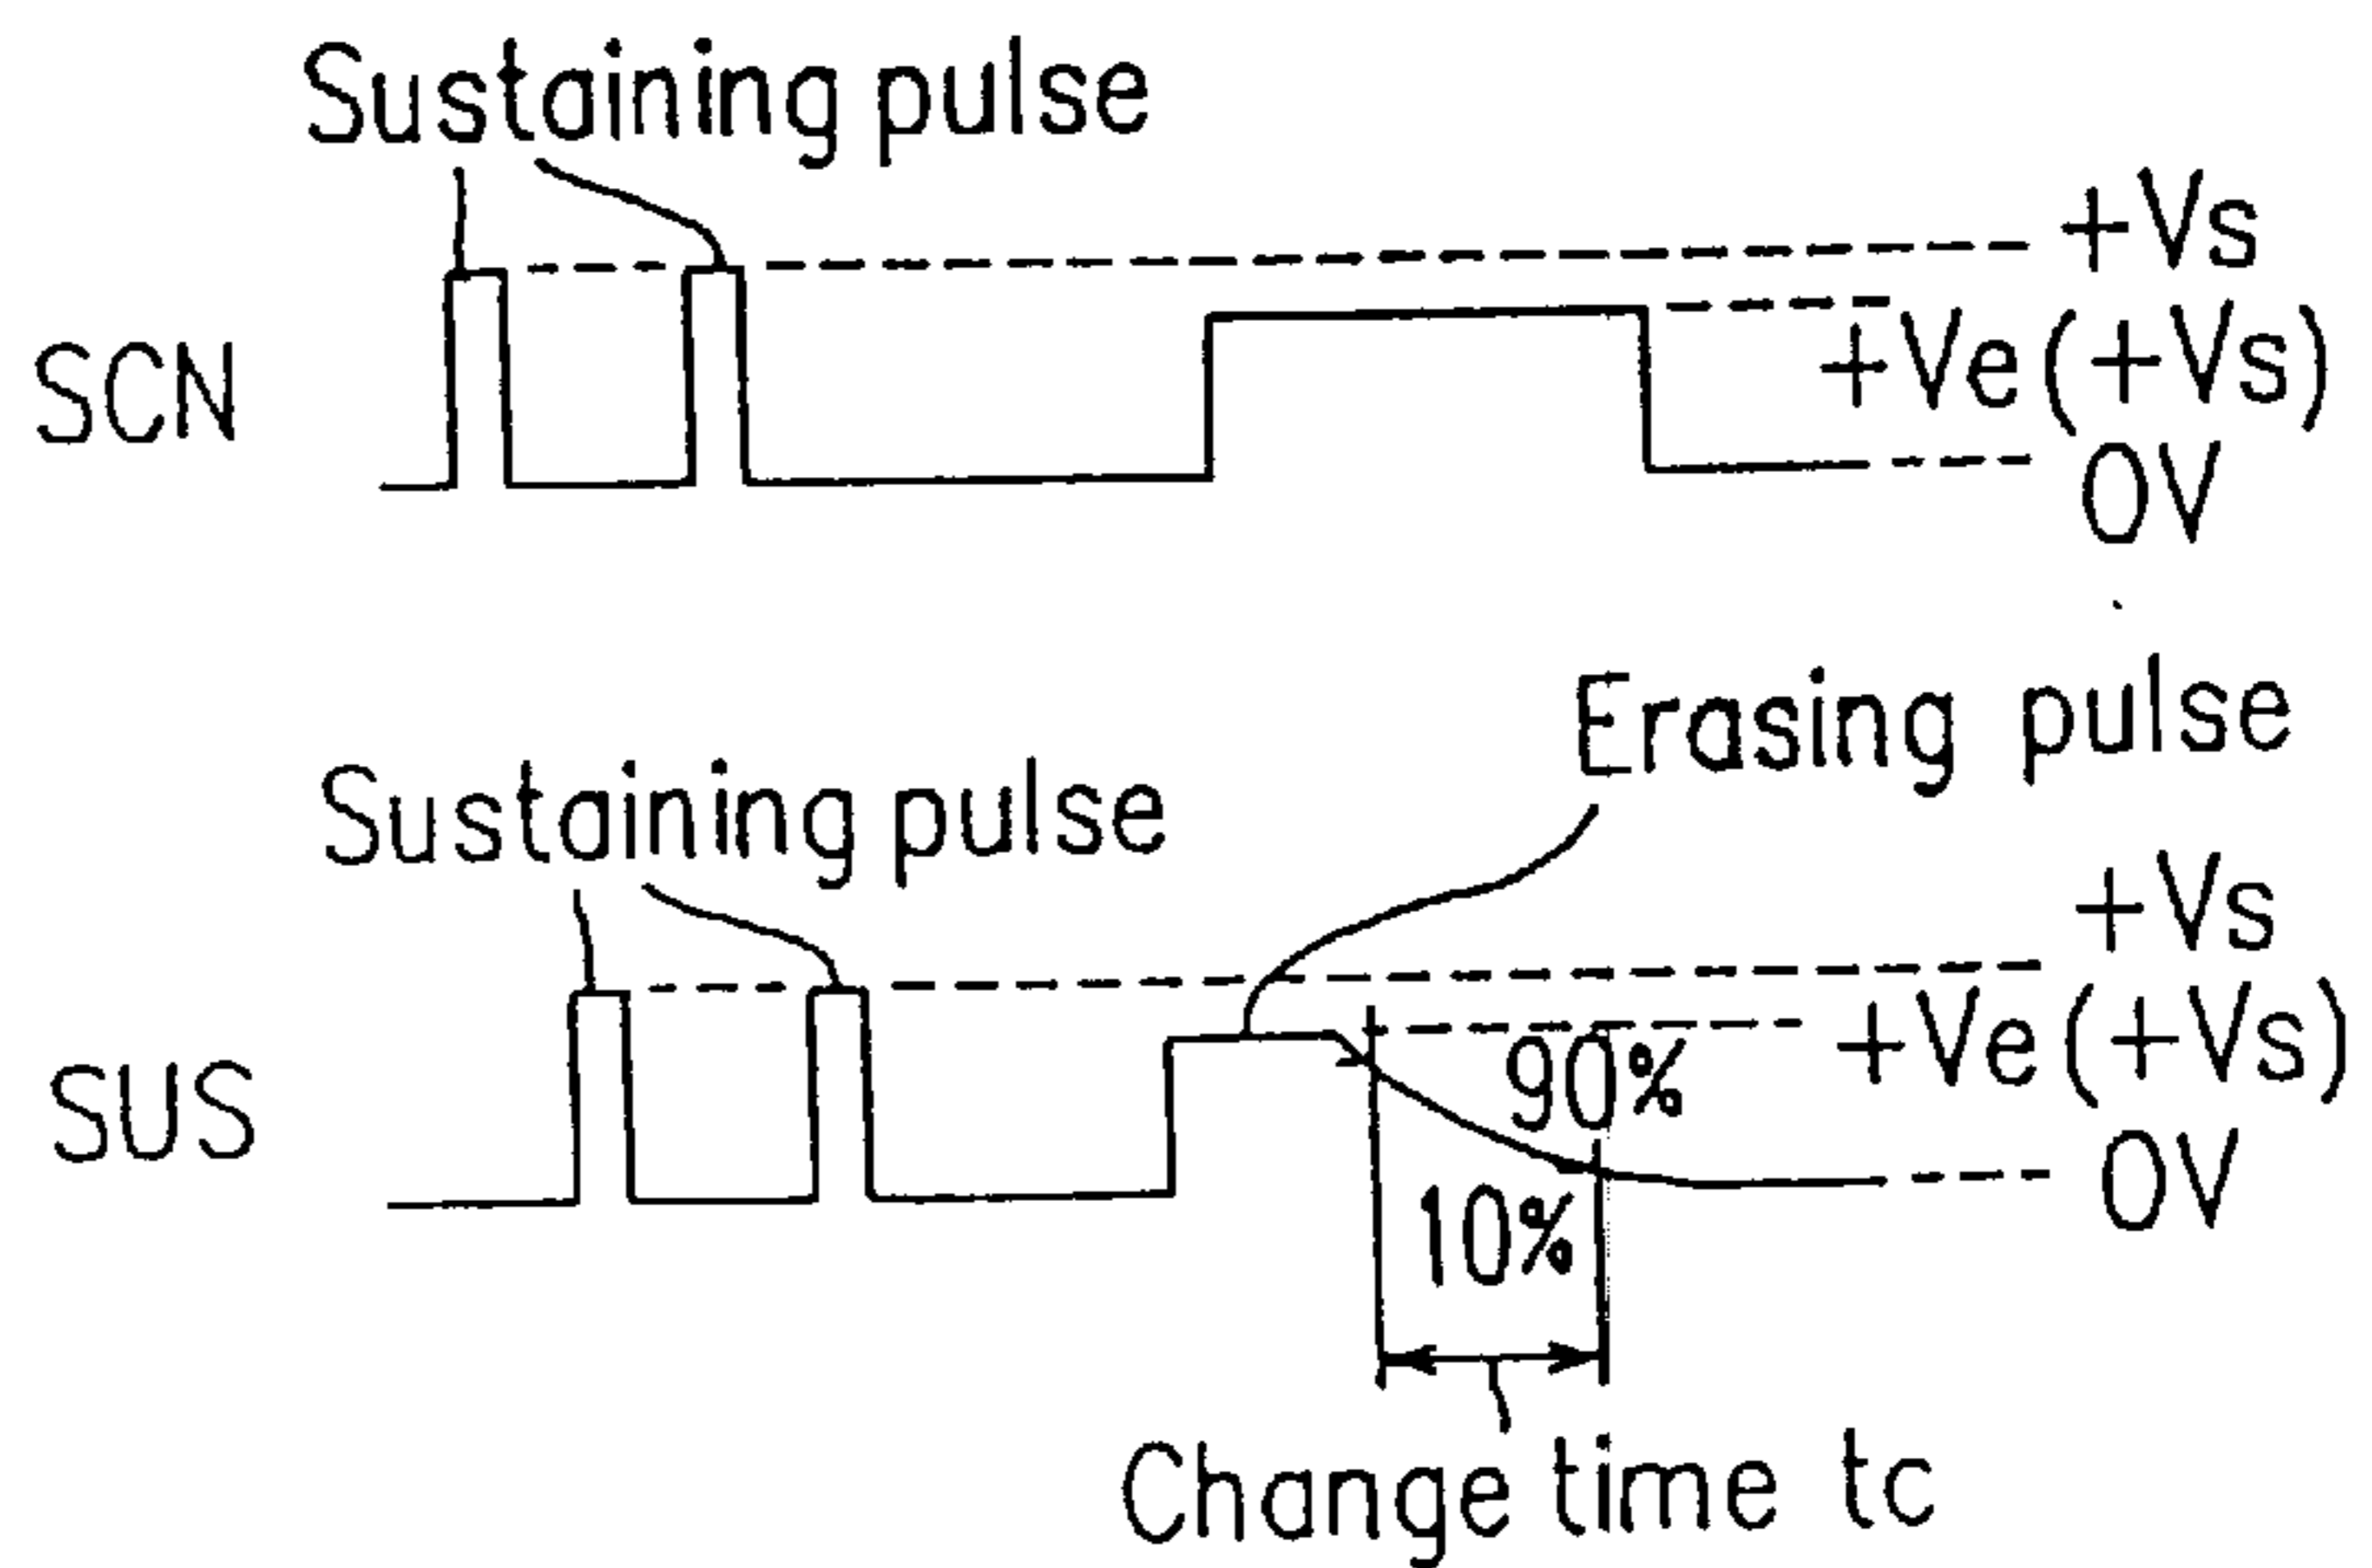 Sustaining pulse
+Vs
SCN
+Ve(+Vs)
0V
Erasing pulse
Sustaining pulse
+Vs
SUS
90%
+Ve(+Vs)
0V
10%
Change time tc